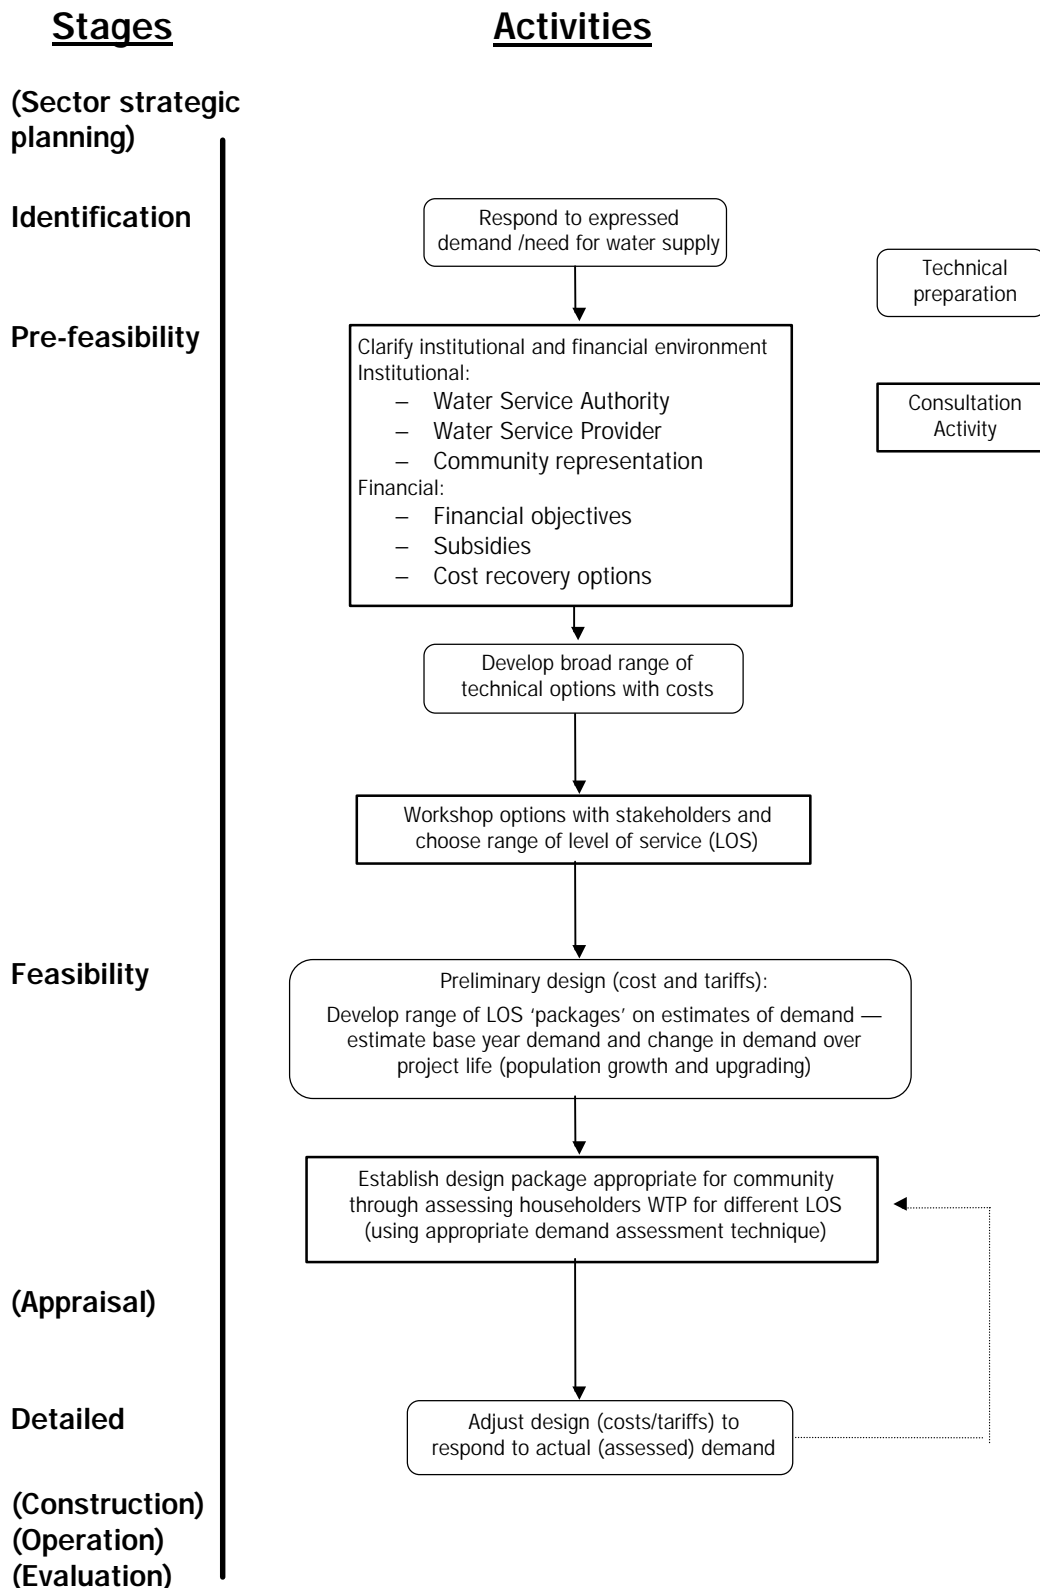 Stages
Activities
(Sector strategic
planning)
Identification
Respond to expressed
demand /need for water supply
Technical
preparation
Pre-feasibility
Clarify institutional and financial environment
Institutional:
– Water Service Authority
– Water Service Provider
– Community representation
Financial:
– Financial objectives
– Subsidies
– Cost recovery options
Consultation
Activity
Develop broad range of
technical options with costs
Workshop options with stakeholders and
choose range of level of service (LOS)
Feasibility
Preliminary design (cost and tariffs):
Develop range of LOS ‘packages’ on estimates of demand —
estimate base year demand and change in demand over
project life (population growth and upgrading)
Establish design package appropriate for community
through assessing householders WTP for different LOS
(using appropriate demand assessment technique)
(Appraisal)
Detailed
Adjust design (costs/tariffs) to
respond to actual (assessed) demand
(Construction)
(Operation)
(Evaluation)